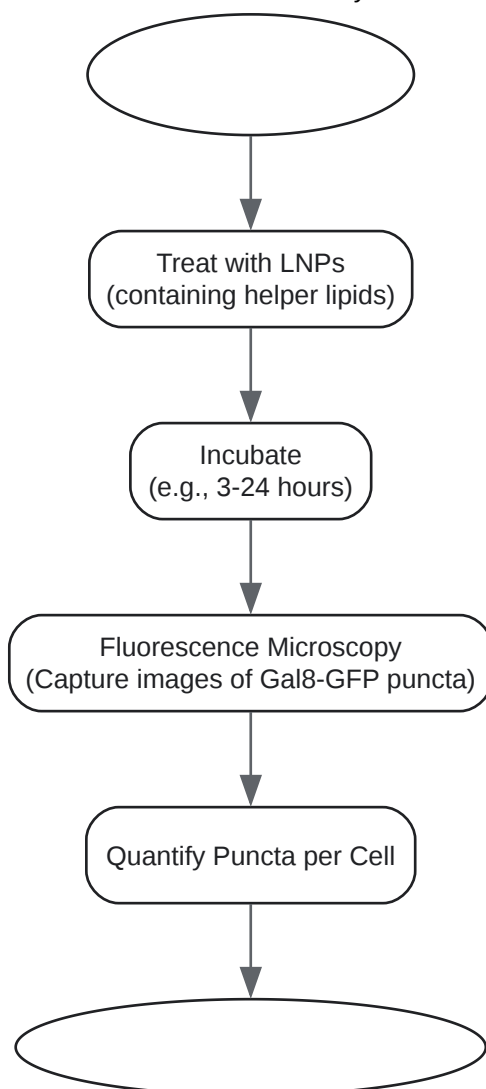 Treat with LNPs
(containing helper lipids)
Incubate
(e.g., 3-24 hours)
Fluorescence Microscopy
(Capture images of Gal8-GFP puncta)
Quantify Puncta per Cell